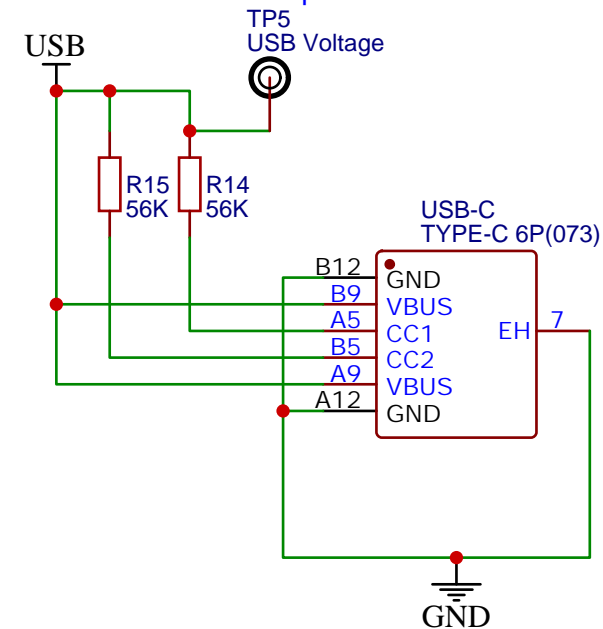 TP5
USB Voltage
USB
R15
56K
R14
56K
USB-C
TYPE-C 6P(073)
B12
GND
B9
VBUS
A5
CC1
B5
CC2
A9
VBUS
A12
GND
EH
7
GND